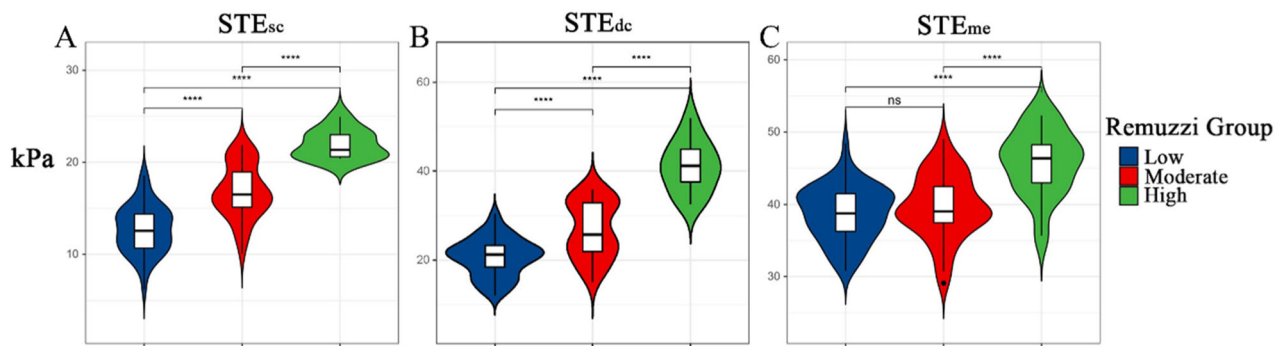 A STEsc
****
****
****
30
20
10
kPa
B STEdc
****
****
****
60
40
20
C STEme
****
****
ns
60
50
40
30
Remuzzi Group
Low
Moderate
High